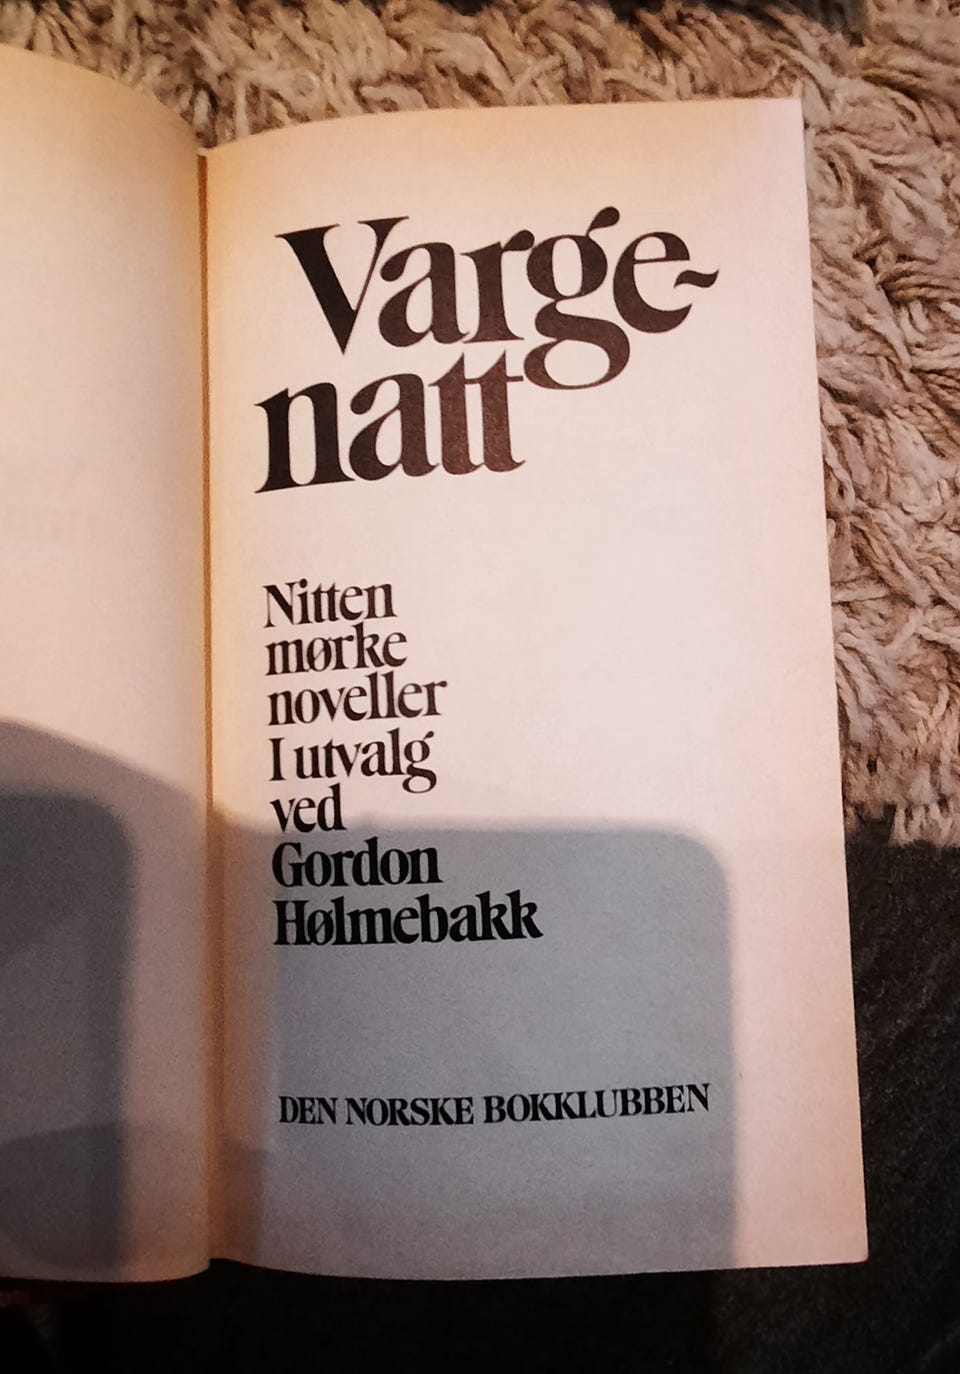 Varge-
natt
Nitten
mørke
noveller
I utvalg
ved
Gordon
Hølmebakk
DEN NORSKE BOKKLUBBEN